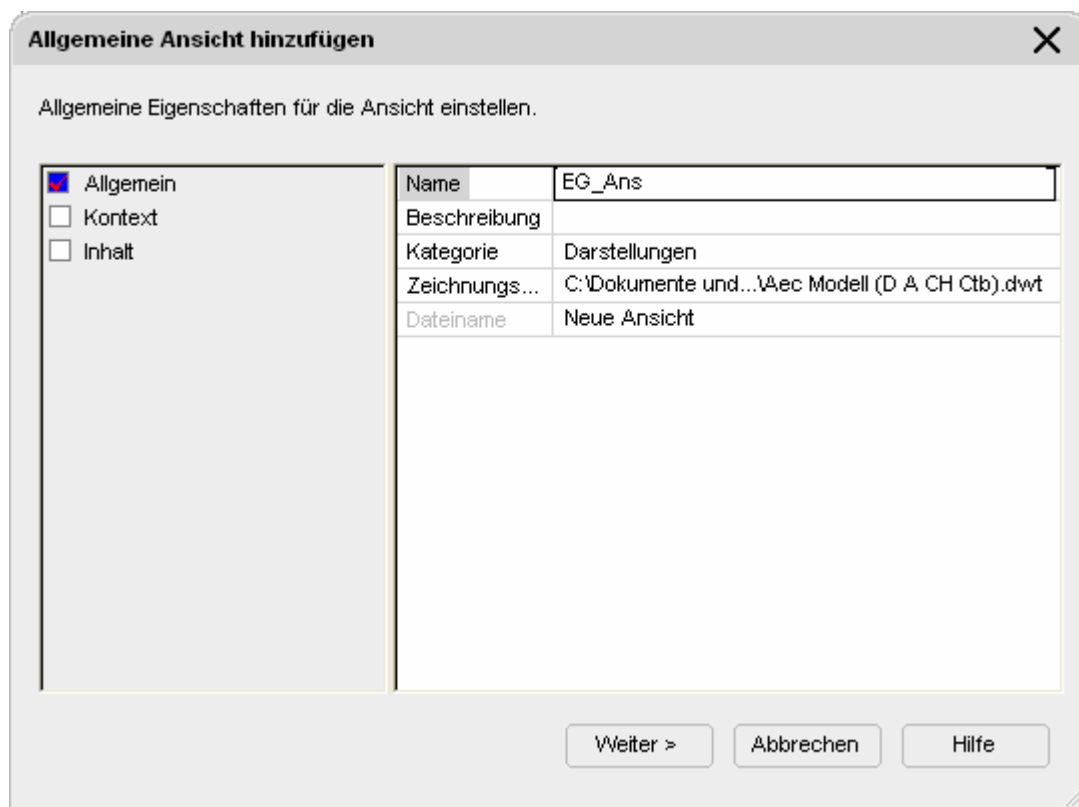 Allgemeine Ansicht hinzufügen
Allgemeine Eigenschaften für die Ansicht einstellen.
Allgemein
Kontext
Inhalt
Name EG_Ans
Beschreibung
Kategorie Darstellungen
Zeichnungs... C:\Dokumente und...\Aec Modell (D A CH Ctb).dwt
Dateiname Neue Ansicht
Weiter > Abbrechen Hilfe